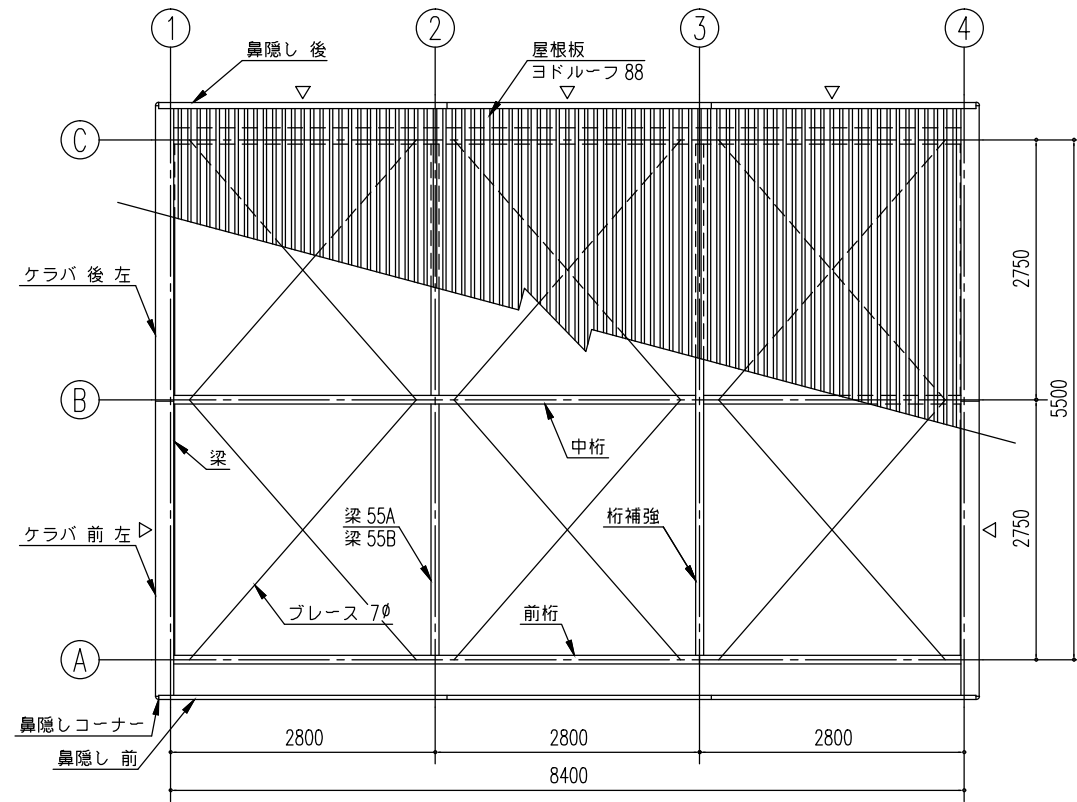 1
2
3
4
鼻隠し 後
屋根板
ヨドルーフ 88
C
2750
ケラバ 後 左
B
5500
中桁
梁
梁 55A
梁 55B
桁補強
2750
ケラバ 前 左
ブレース 7φ
前桁
A
鼻隠しコーナー
鼻隠し 前
2800
2800
2800
8400